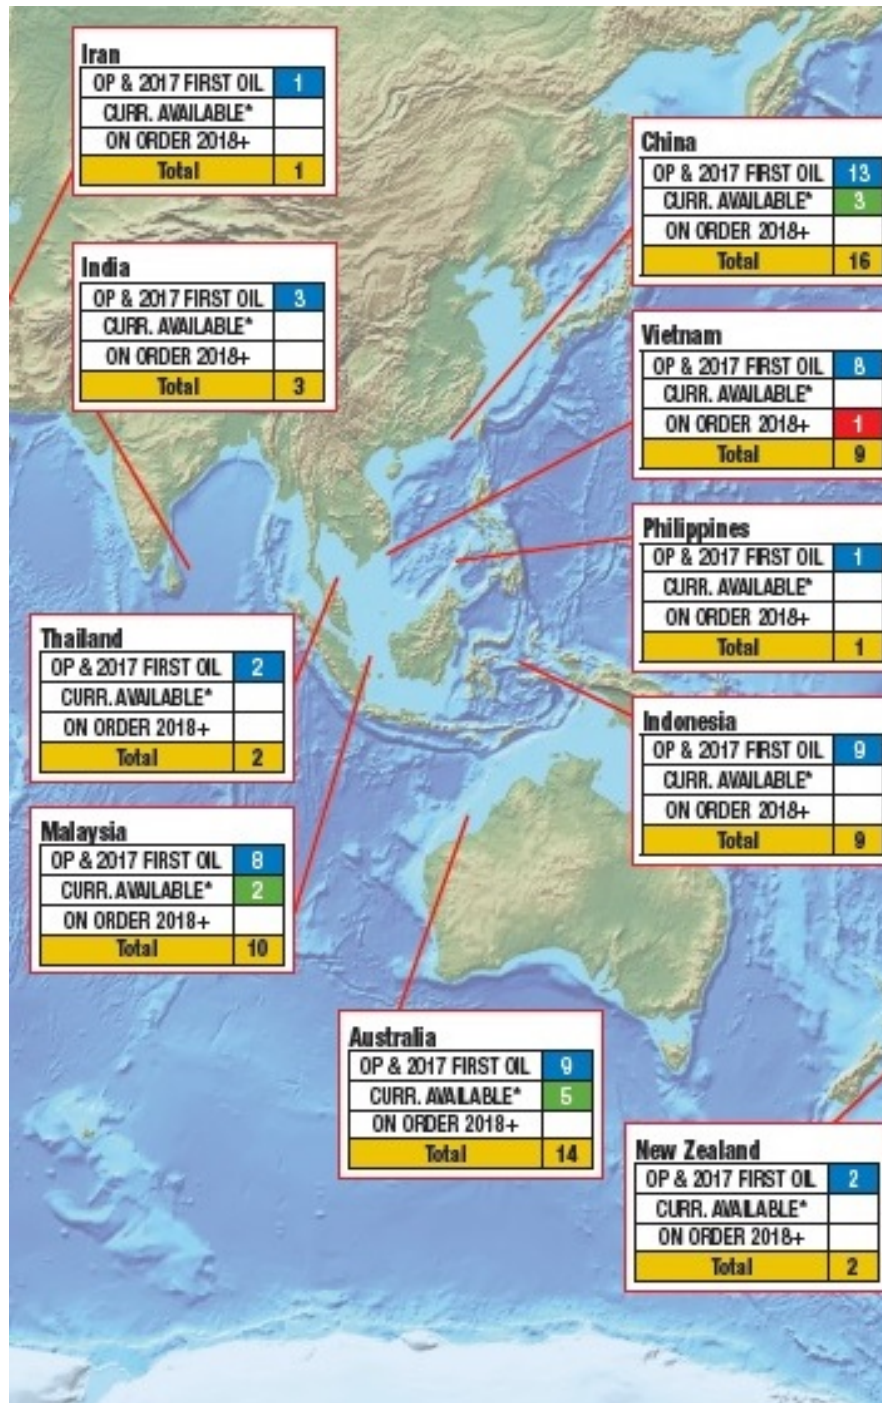 Iran
OP & 2017 FIRST OIL 1
CURR. AVAILABLE*
ON ORDER 2018+
Total 1
China
OP & 2017 FIRST OIL 13
CURR. AVAILABLE* 3
ON ORDER 2018+
Total 16
India
OP & 2017 FIRST OIL 3
CURR. AVAILABLE*
ON ORDER 2018+
Total 3
Vietnam
OP & 2017 FIRST OIL 8
CURR. AVAILABLE*
ON ORDER 2018+ 1
Total 9
Philippines
OP & 2017 FIRST OIL 1
CURR. AVAILABLE*
ON ORDER 2018+
Total 1
Thailand
OP & 2017 FIRST OIL 2
CURR. AVAILABLE*
ON ORDER 2018+
Total 2
Indonesia
OP & 2017 FIRST OIL 9
CURR. AVAILABLE*
ON ORDER 2018+
Total 9
Malaysia
OP & 2017 FIRST OIL 8
CURR. AVAILABLE* 2
ON ORDER 2018+
Total 10
Australia
OP & 2017 FIRST OIL 9
CURR. AVAILABLE* 5
ON ORDER 2018+
Total 14
New Zealand
OP & 2017 FIRST OIL 2
CURR. AVAILABLE*
ON ORDER 2018+
Total 2